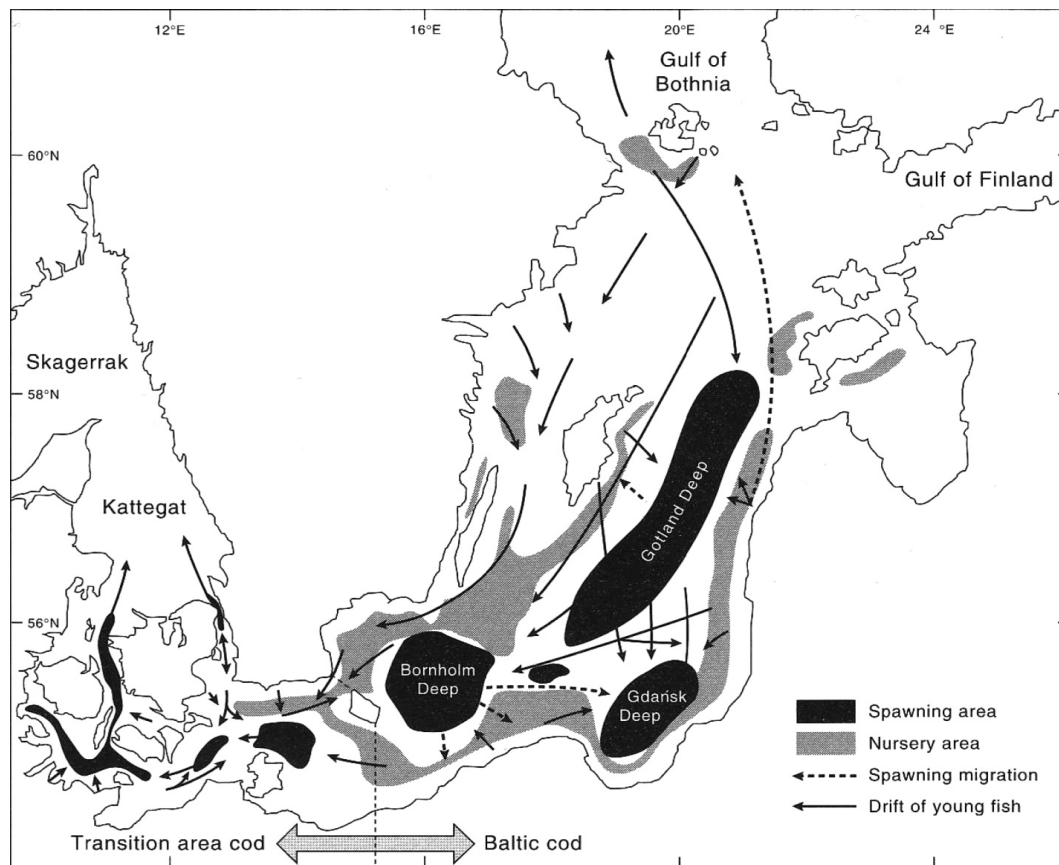 12°E 16°E 20°E 24 °E
Gulf of
Bothnia
60°N
Gulf of Finland
Skagerrak
58°N
Kattegat
Gotland Deep
56°N
Bornholm
Deep
Gdańsk
Deep
Spawning area
Nursery area
Spawning migration
Drift of young fish
Transition area cod Baltic cod